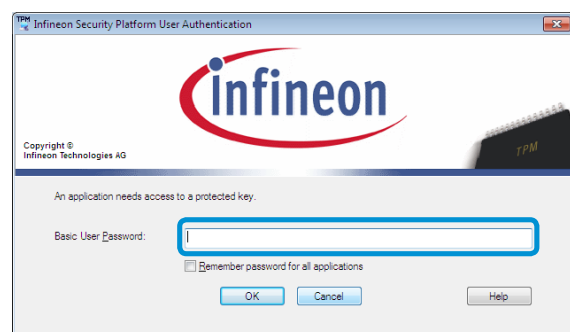 TPM Infineon Security Platform User Authentication
infineon
Copyright ©
Infineon Technologies AG
TPM
An application needs access to a protected key.
Basic User Password:
Remember password for all applications
OK Cancel Help